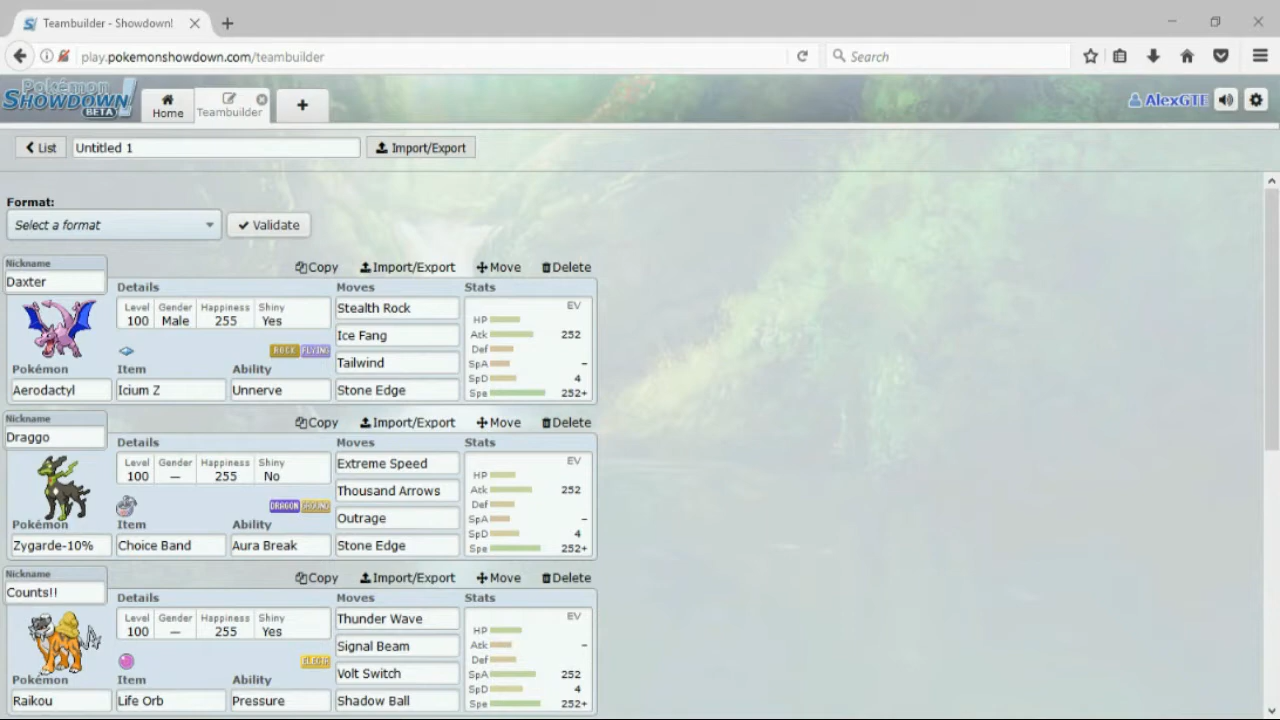 Teambuilder - Showdown!
play.pokemonshowdown.com/teambuilder
Search
Pokémon
SHOWDOWN!
BETA
Home
Teambuilder
AlexGTE
List
Untitled 1
Import/Export
Format:
Select a format
Validate
Nickname
Daxter
Copy Import/Export Move Delete
Details Moves Stats
Level Gender Happiness Shiny
100 Male 255 Yes
ROCK FLYING
Pokémon Item Ability
Aerodactyl Icium Z Unnerve
Stealth Rock
Ice Fang
Tailwind
Stone Edge
EV
HP
Atk 252
Def
SpA –
SpD 4
Spe 252+
Nickname
Draggo
Copy Import/Export Move Delete
Details Moves Stats
Level Gender Happiness Shiny
100 — 255 No
DRAGON GROUND
Pokémon Item Ability
Zygarde-10% Choice Band Aura Break
Extreme Speed
Thousand Arrows
Outrage
Stone Edge
EV
HP
Atk 252
Def
SpA –
SpD 4
Spe 252+
Nickname
Counts!!
Copy Import/Export Move Delete
Details Moves Stats
Level Gender Happiness Shiny
100 — 255 Yes
ELECTR
Pokémon Item Ability
Raikou Life Orb Pressure
Thunder Wave
Signal Beam
Volt Switch
Shadow Ball
EV
HP
Atk –
Def
SpA 252
SpD 4
Spe 252+